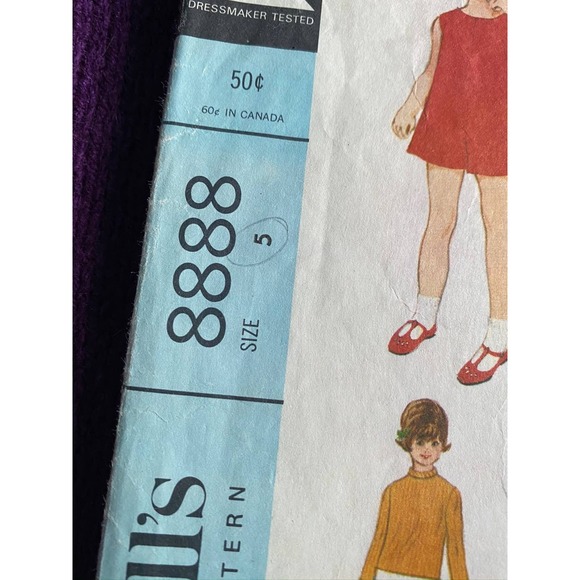 DRESSMAKER TESTED
50¢
60¢ IN CANADA
8888
SIZE 5
ll's
TERN